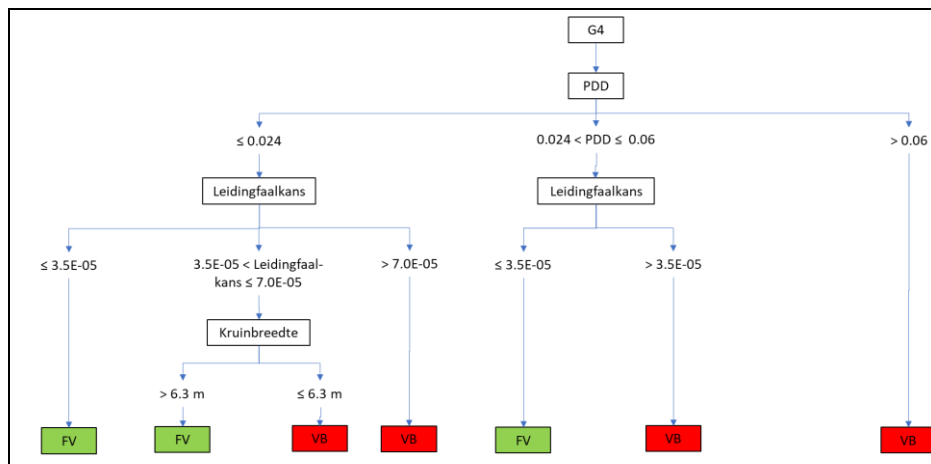 G4
PDD
≤ 0.024
0.024 < PDD ≤ 0.06
> 0.06
Leidingfaalkans
Leidingfaalkans
≤ 3.5E-05
3.5E-05 < Leidingfaal-
kans ≤ 7.0E-05
> 7.0E-05
≤ 3.5E-05
> 3.5E-05
Kruinbreedte
> 6.3 m
≤ 6.3 m
FV
FV
VB
VB
FV
VB
VB